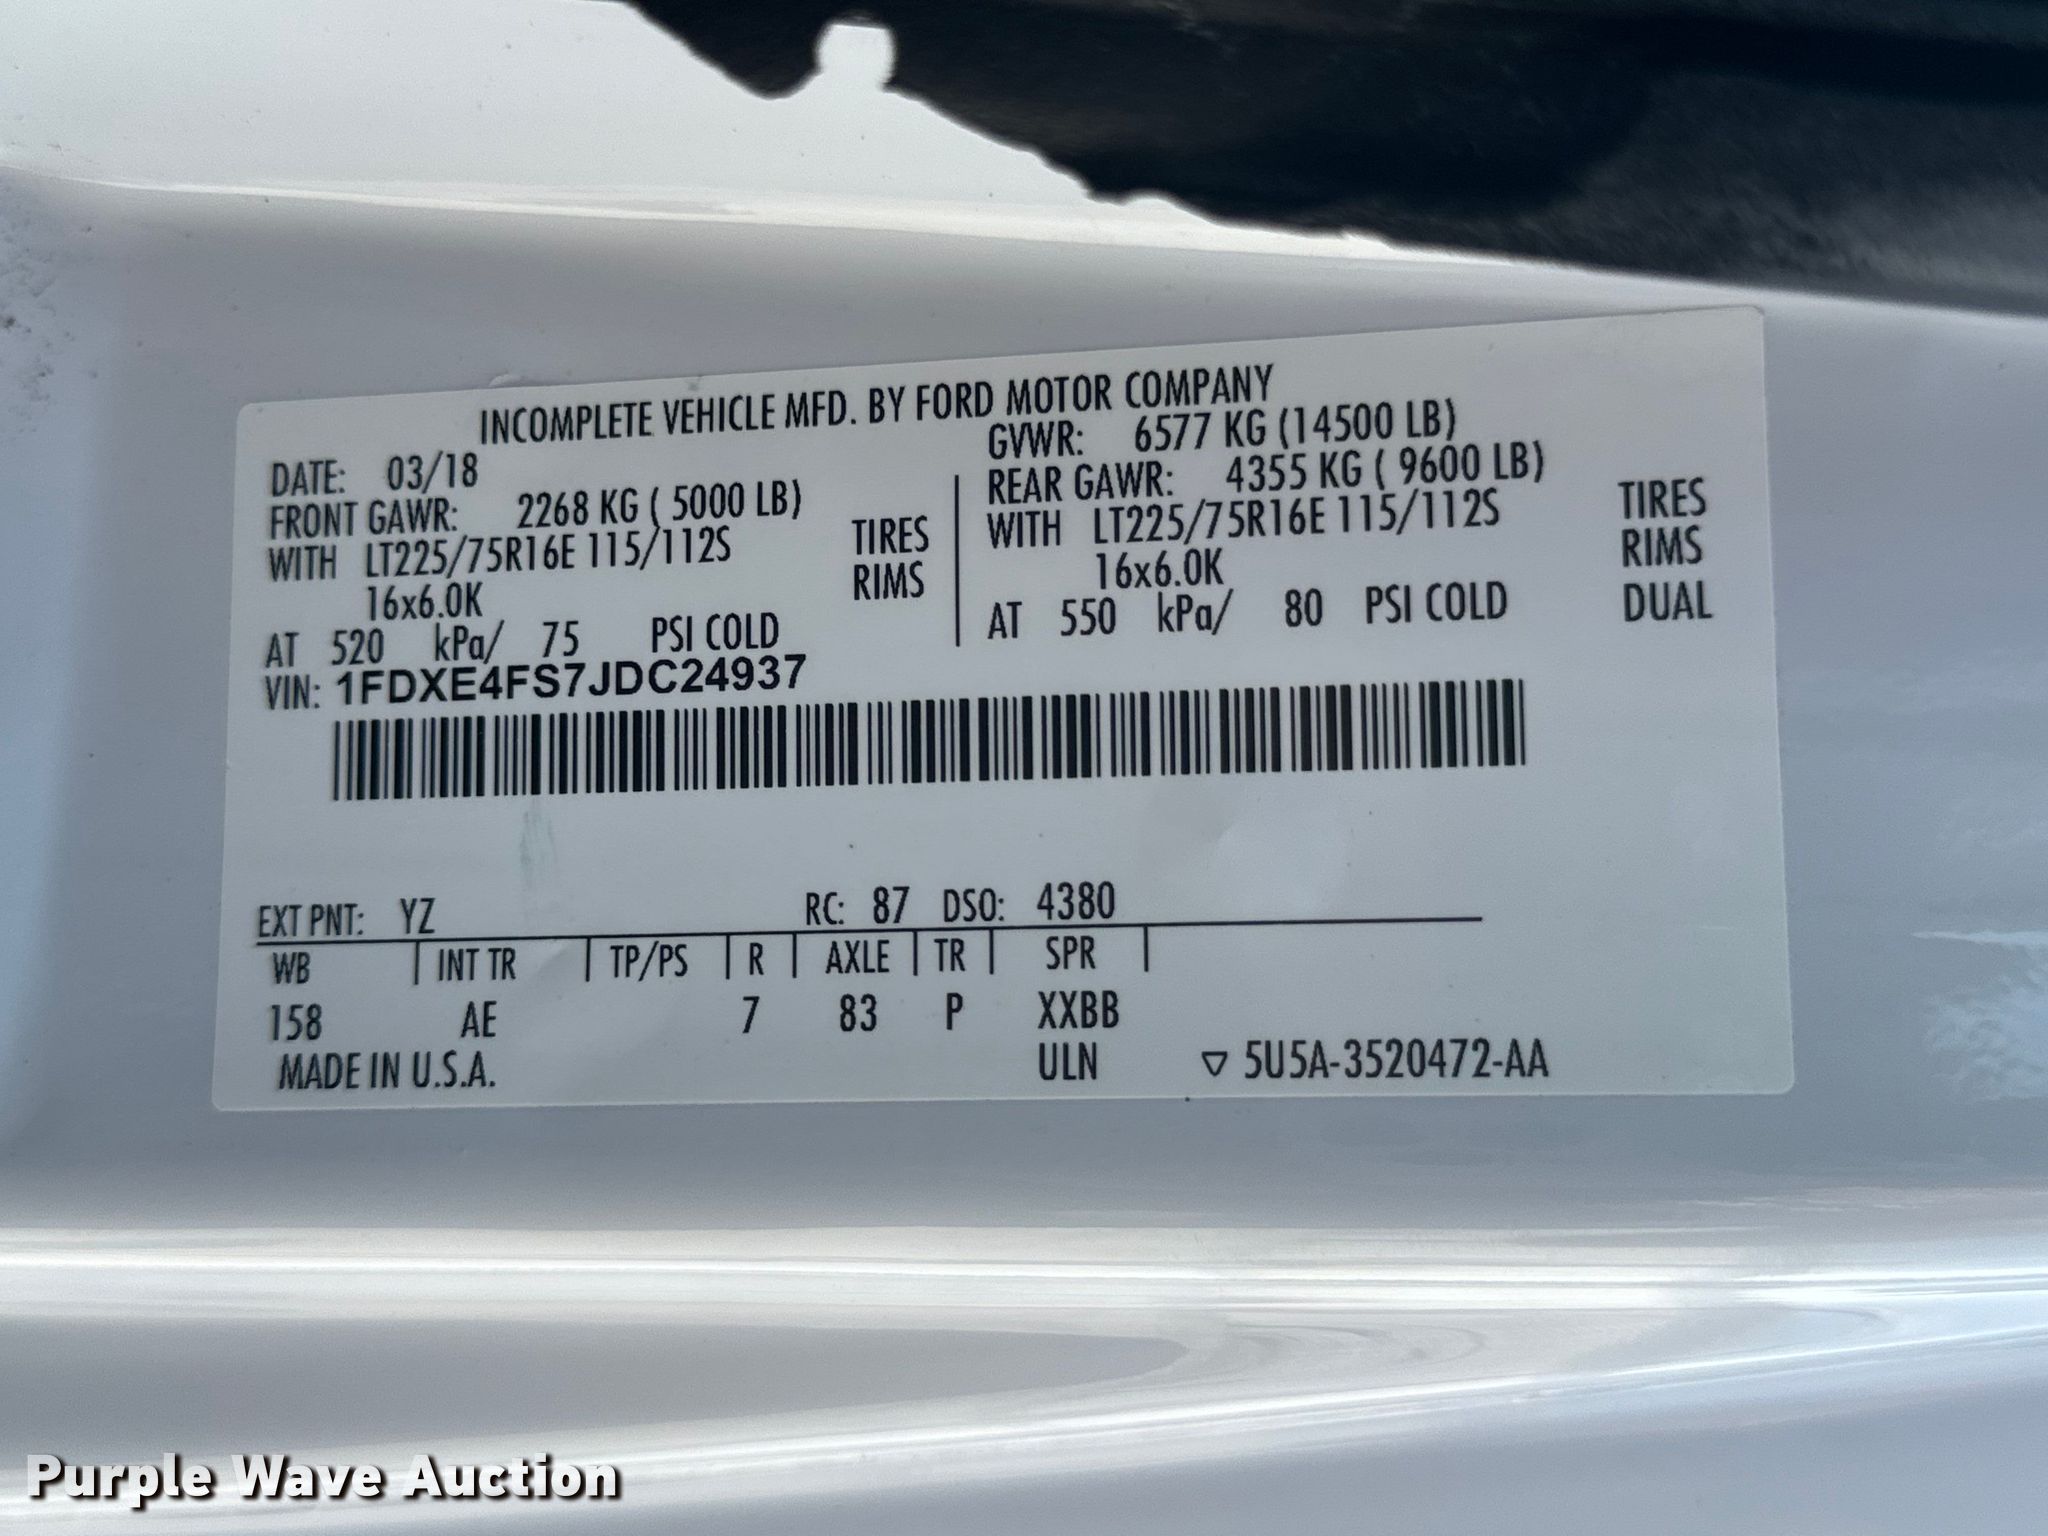 INCOMPLETE VEHICLE MFD. BY FORD MOTOR COMPANY
DATE: 03/18
GVWR: 6577 KG (14500 LB)
FRONT GAWR: 2268 KG ( 5000 LB)
WITH LT225/75R16E 115/112S TIRES
16x6.0K RIMS
AT 520 kPa/ 75 PSI COLD
REAR GAWR: 4355 KG ( 9600 LB)
WITH LT225/75R16E 115/112S TIRES
16x6.0K RIMS
AT 550 kPa/ 80 PSI COLD DUAL
VIN: 1FDXE4FS7JDC24937
EXT PNT: YZ RC: 87 DSO: 4380
WB INT TR TP/PS R AXLE TR SPR
158 AE 7 83 P XXBB
MADE IN U.S.A. ULN ▽ 5U5A-3520472-AA
Purple Wave Auction